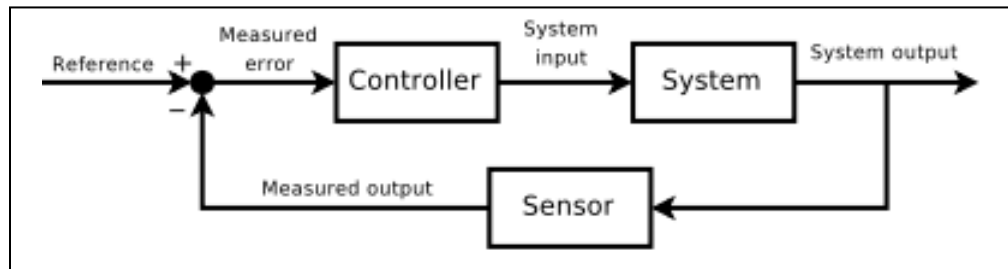 Reference
+
−
Measured
error
Controller
System
input
System
System output
Measured output
Sensor